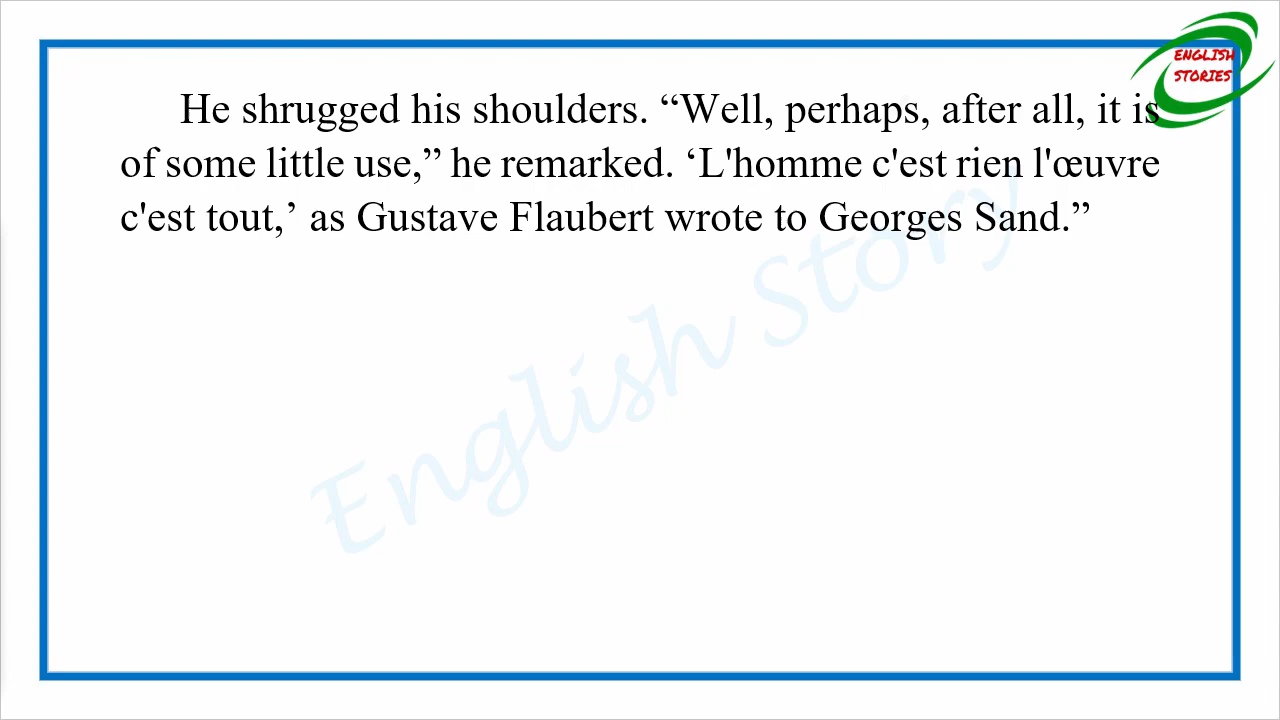 ENGLISH
STORIES
He shrugged his shoulders. “Well, perhaps, after all, it is
of some little use,” he remarked. ‘L'homme c'est rien l'œuvre
c'est tout,’ as Gustave Flaubert wrote to Georges Sand.”
English Story